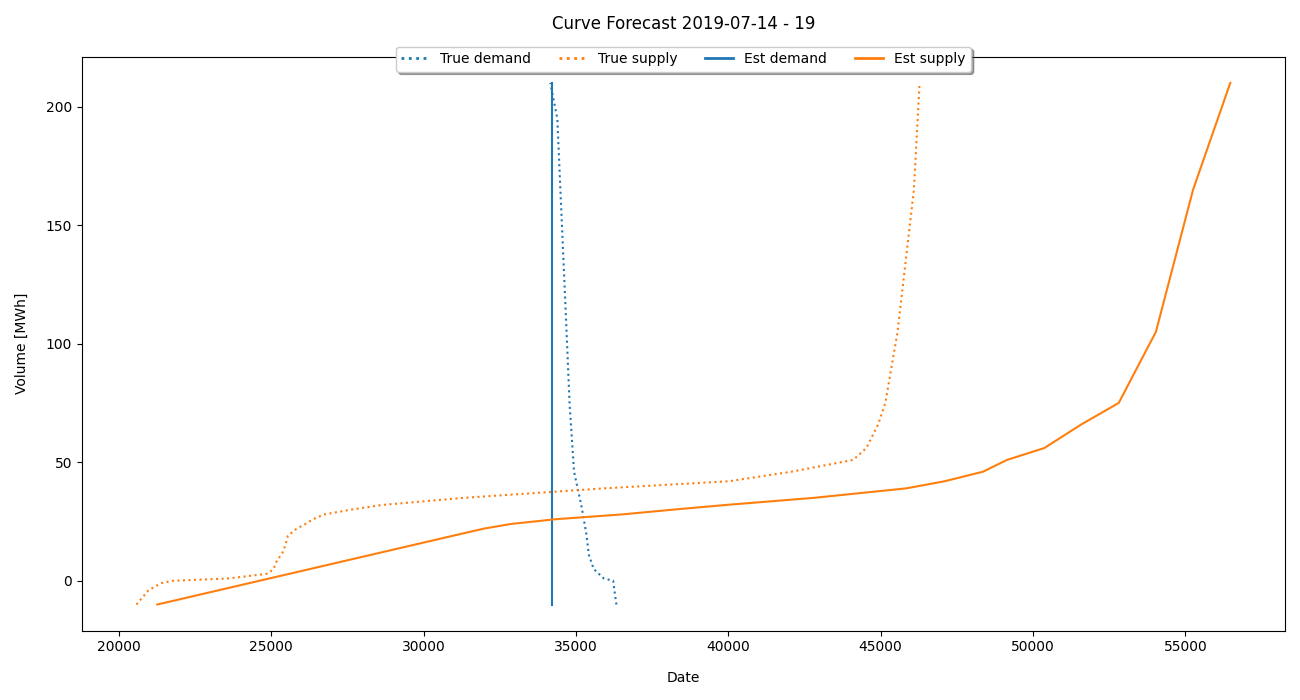 Curve Forecast 2019-07-14 - 19
True demand True supply Est demand Est supply
200
150
100
50
0
Volume [MWh]
20000 25000 30000 35000 40000 45000 50000 55000
Date